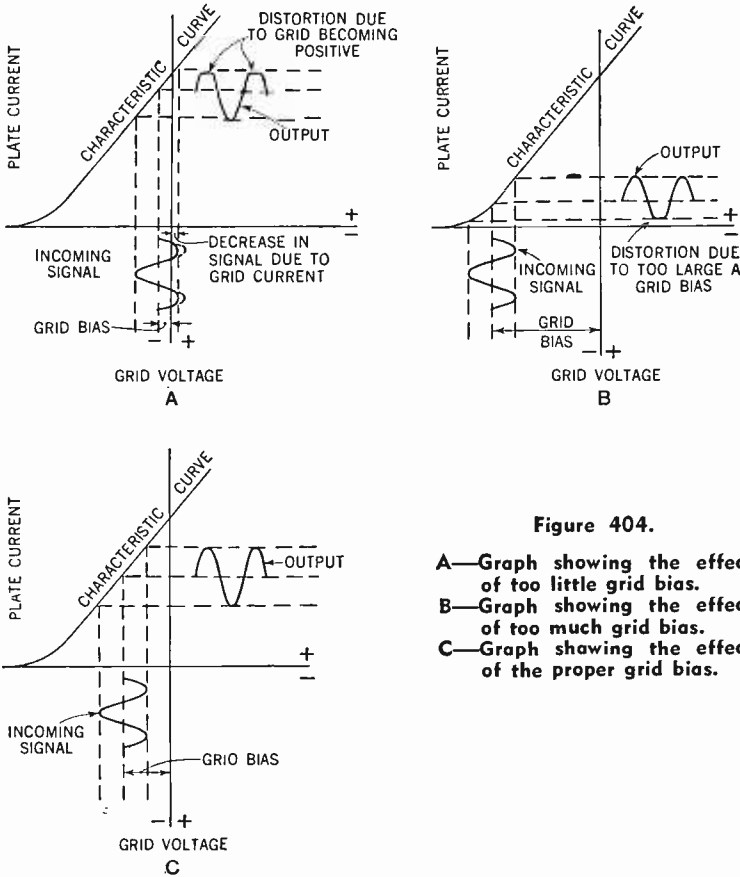 DISTORTION DUE
TO GRID BECOMING
POSITIVE
CURVE
CHARACTERISTIC
PLATE CURRENT
OUTPUT
+
−
DECREASE IN
SIGNAL DUE TO
GRID CURRENT
INCOMING
SIGNAL
GRID BIAS
− +
GRID VOLTAGE
A
CURVE
CHARACTERISTIC
PLATE CURRENT
OUTPUT
+
−
INCOMING
SIGNAL
DISTORTION DUE
TO TOO LARGE A
GRID BIAS
GRID
BIAS
− +
GRID VOLTAGE
B
CURVE
CHARACTERISTIC
PLATE CURRENT
OUTPUT
+
−
INCOMING
SIGNAL
GRIO BIAS
− +
GRID VOLTAGE
C
Figure 404.
A—Graph showing the effec
of too little grid bias.
B—Graph showing the effec
of too much grid bias.
C—Graph shawing the effec
of the proper grid bias.